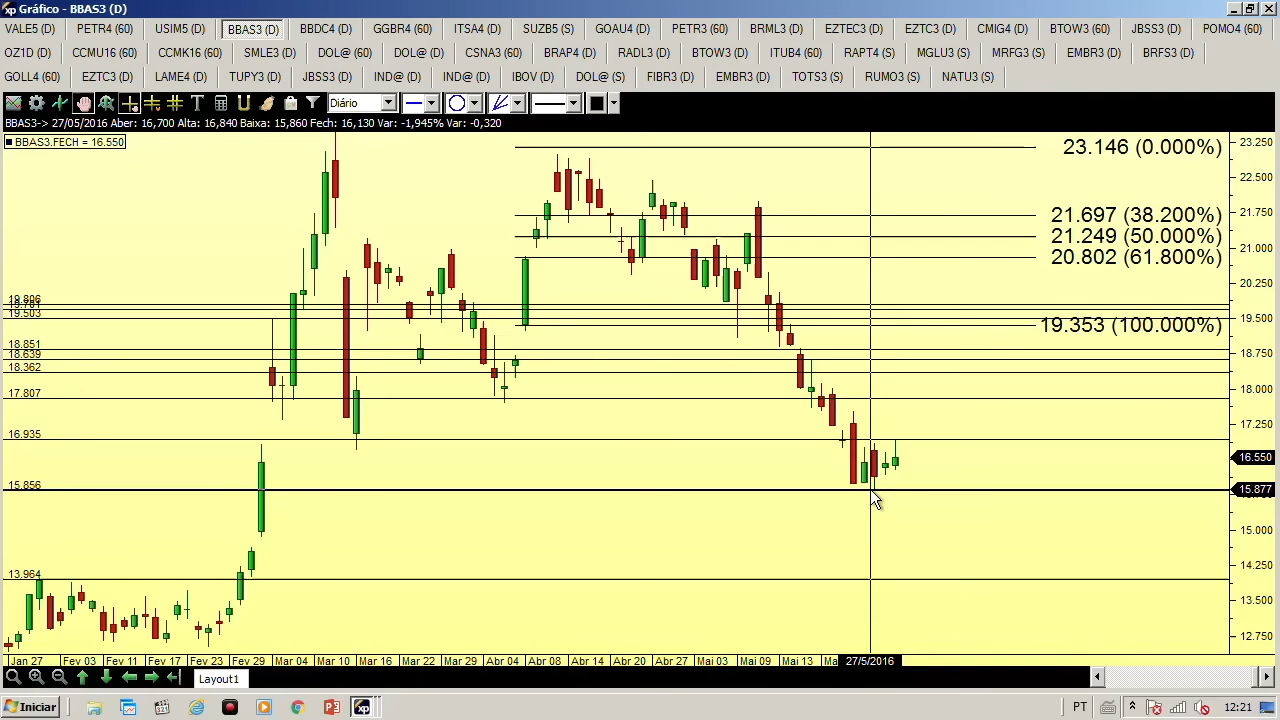 Gráfico - BBAS3 (D)
VALE5 (D) PETR4 (60) USIM5 (D) BBAS3 (D) BBDC4 (D) GGBR4 (60) ITSA4 (D) SUZB5 (S) GOAU4 (D) PETR3 (60) BRML3 (D) EZTEC3 (D) EZTC3 (D) CMIG4 (D) BTOW3 (60) JBSS3 (D) POMO4 (60)
OZ1D (D) CCMU16 (60) CCMK16 (60) SMLE3 (D) DOL@ (60) DOL@ (D) CSNA3 (60) BRAP4 (D) RADL3 (D) BTOW3 (D) ITUB4 (60) RAPT4 (S) MGLU3 (S) MRFG3 (S) EMBR3 (D) BRFS3 (D)
GOLL4 (60) EZTC3 (D) LAME4 (D) TUPY3 (D) JBSS3 (D) IND@ (D) IND@ (D) IBOV (D) DOL@ (S) FIBR3 (D) EMBR3 (D) TOTS3 (S) RUMO3 (S) NATU3 (S)
Diário
BBAS3-> 27/05/2016 Aber: 16,700 Alta: 16,840 Baixa: 15,860 Fech: 16,130 Var: -1,945% Var: -0,320
BBAS3.FECH = 16.550
23.146 (0.000%)
23.250
22.500
21.697 (38.200%)
21.750
21.249 (50.000%)
21.000
20.802 (61.800%)
20.250
19.503
19.500
19.353 (100.000%)
18.851
18.750
18.639
18.362
18.000
17.807
17.250
16.935
16.550
15.856
15.877
15.000
14.250
13.964
13.500
12.750
Jan 27 Fev 03 Fev 11 Fev 17 Fev 23 Fev 29 Mar 04 Mar 10 Mar 16 Mar 22 Mar 29 Abr 04 Abr 08 Abr 14 Abr 20 Abr 27 Mai 03 Mai 09 Mai 13 Ma 27/5/2016
Layout1
Iniciar
321
xp
PT
12:21